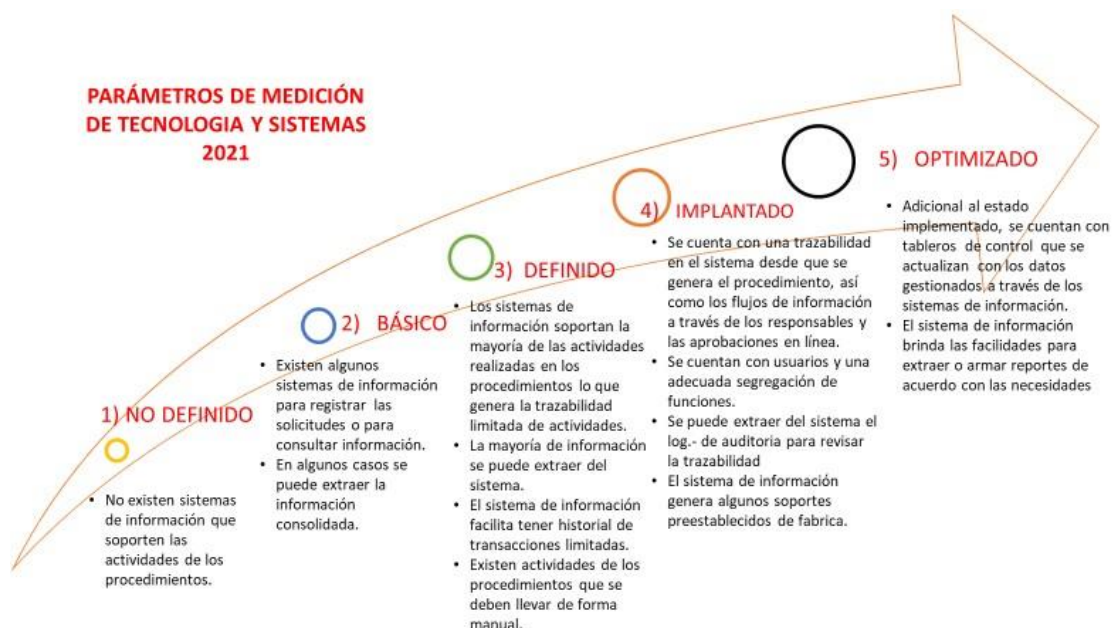 PARÁMETROS DE MEDICIÓN
DE TECNOLOGIA Y SISTEMAS
2021
1) NO DEFINIDO
• No existen sistemas
de información que
soporten las
actividades de los
procedimientos.
2) BÁSICO
• Existen algunos
sistemas de información
para registrar las
solicitudes o para
consultar información.
• En algunos casos se
puede extraer la
información
consolidada.
3) DEFINIDO
• Los sistemas de
información soportan la
mayoría de las actividades
realizadas en los
procedimientos lo que
genera la trazabilidad
limitada de actividades.
• La mayoría de información
se puede extraer del
sistema.
• El sistema de información
facilita tener historial de
transacciones limitadas.
• Existen actividades de los
procedimientos que se
deben llevar de forma
manual.
4) IMPLANTADO
• Se cuenta con una trazabilidad
en el sistema desde que se
genera el procedimiento, así
como los flujos de información
a través de los responsables y
las aprobaciones en línea.
• Se cuentan con usuarios y una
adecuada segregación de
funciones.
• Se puede extraer del sistema el
log.- de auditoria para revisar
la trazabilidad
• El sistema de información
genera algunos soportes
preestablecidos de fabrica.
5) OPTIMIZADO
• Adicional al estado
implementado, se cuentan con
tableros de control que se
actualizan con los datos
gestionados a través de los
sistemas de información.
• El sistema de información
brinda las facilidades para
extraer o armar reportes de
acuerdo con las necesidades